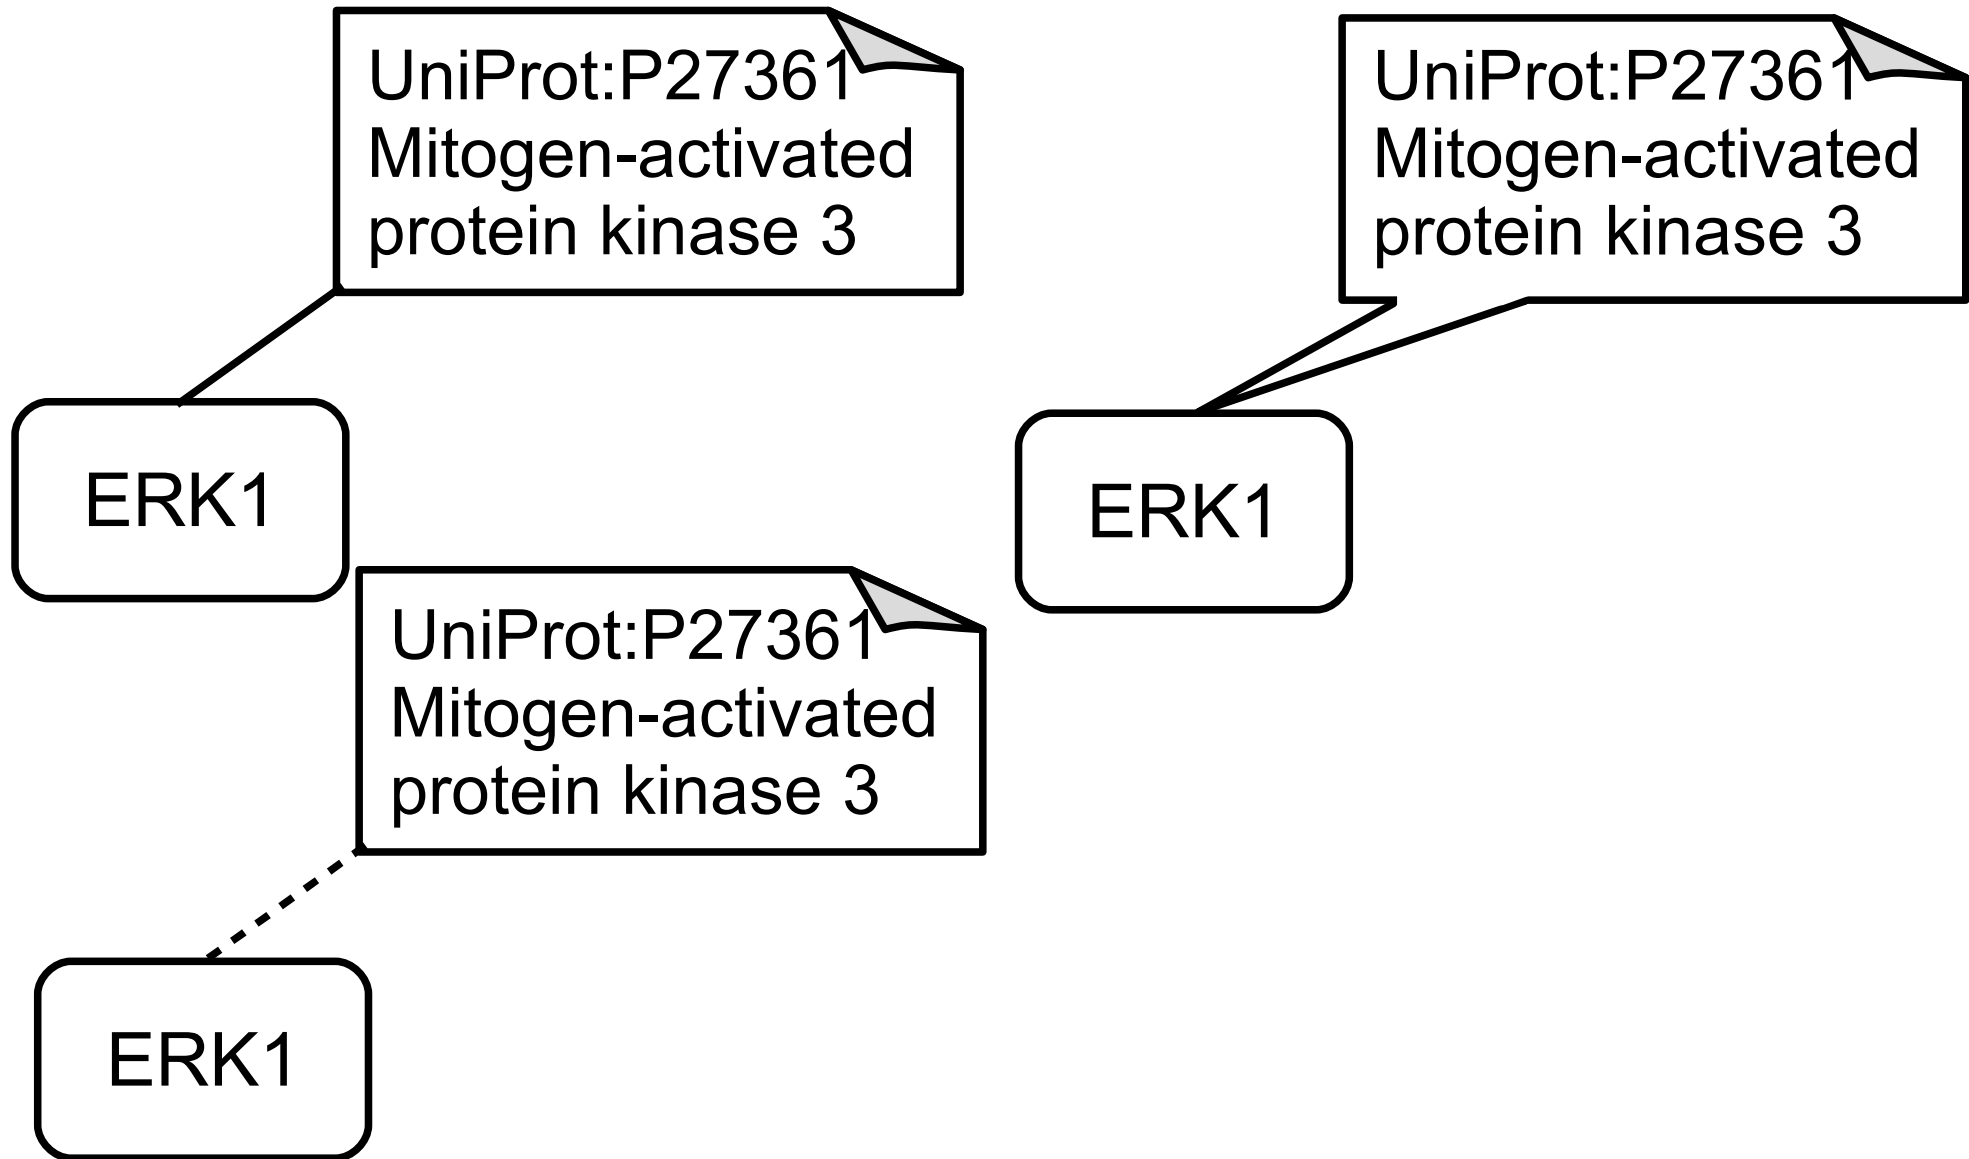 UniProt:P27361
Mitogen-activated
protein kinase 3
ERK1
UniProt:P27361
Mitogen-activated
protein kinase 3
ERK1
UniProt:P27361
Mitogen-activated
protein kinase 3
ERK1